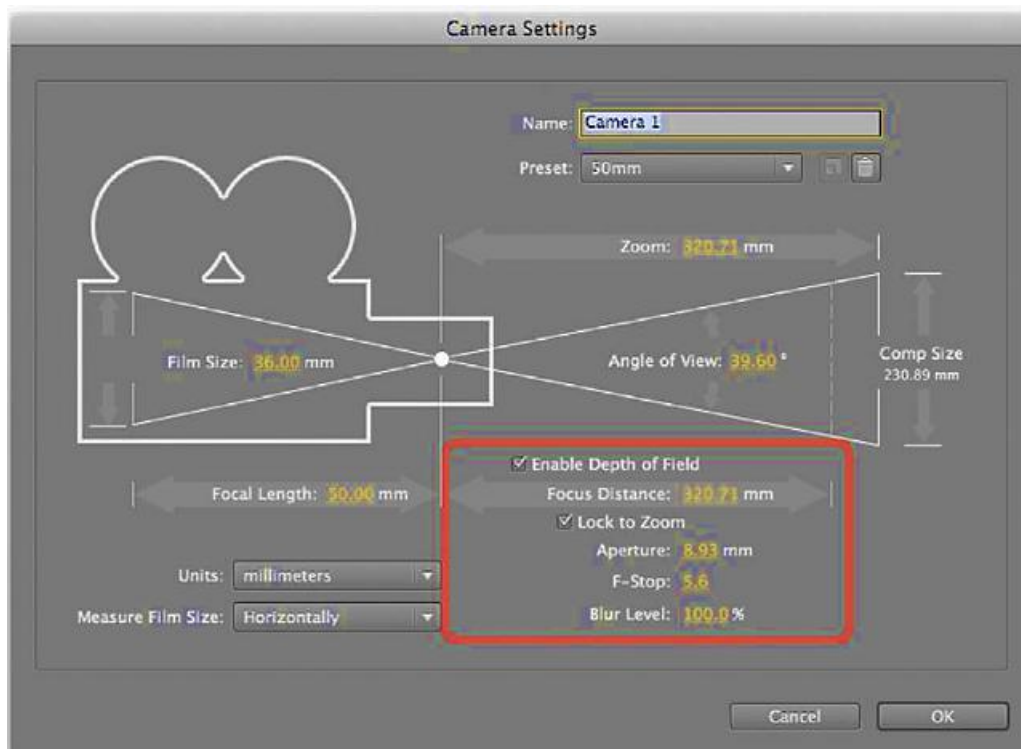 Camera Settings
Name: Camera 1
Preset: 50mm
Zoom: 320.71 mm
Film Size: 36.00 mm
Angle of View: 39.60 °
Comp Size
230.89 mm
Enable Depth of Field
Focal Length: 50.00 mm
Focus Distance: 320.71 mm
Lock to Zoom
Aperture: 8.93 mm
Units: millimeters
F-Stop: 5.6
Measure Film Size: Horizontally
Blur Level: 100.0 %
Cancel
OK